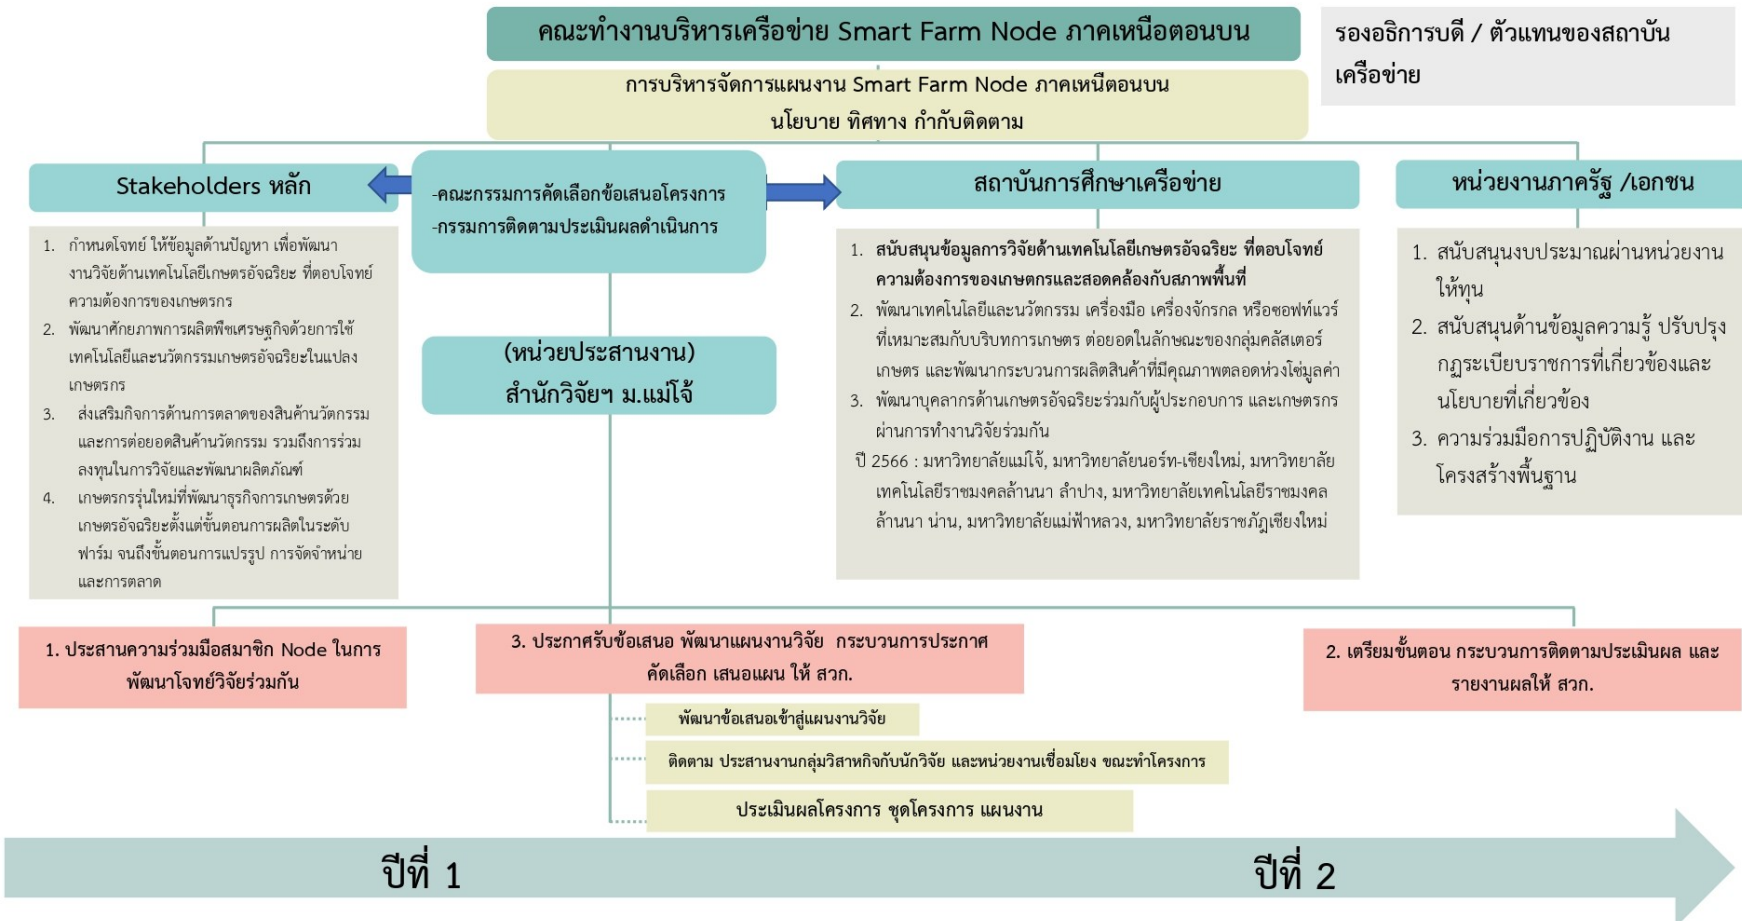 คณะทำงานบริหารเครือข่าย Smart Farm Node ภาคเหนือตอนบน
รองอธิการบดี / ตัวแทนของสถาบัน
เครือข่าย
การบริหารจัดการแผนงาน Smart Farm Node ภาคเหนืตอนบน
นโยบาย ทิศทาง กำกับติดตาม
Stakeholders หลัก
-คณะกรรมการคัดเลือกข้อเสนอโครงการ
-กรรมการติดตามประเมินผลดำเนินการ
สถาบันการศึกษาเครือข่าย
หน่วยงานภาครัฐ /เอกชน
1. กำหนดโจทย์ ให้ข้อมูลด้านปัญหา เพื่อพัฒนา
งานวิจัยด้านเทคโนโลยีเกษตรอัจฉริยะ ที่ตอบโจทย์
ความต้องการของเกษตรกร
2. พัฒนาศักยภาพการผลิตพืชเศรษฐกิจด้วยการใช้
เทคโนโลยีและนวัตกรรมเกษตรอัจฉริยะในแปลง
เกษตรกร
3. ส่งเสริมกิจการด้านการตลาดของสินค้านวัตกรรม
และการต่อยอดสินค้านวัตกรรม รวมถึงการร่วม
ลงทุนในการวิจัยและพัฒนาผลิตภัณฑ์
4. เกษตรกรรุ่นใหม่ที่พัฒนาธุรกิจการเกษตรด้วย
เกษตรอัจฉริยะตั้งแต่ขั้นตอนการผลิตในระดับ
ฟาร์ม จนถึงขั้นตอนการแปรรูป การจัดจำหน่าย
และการตลาด
(หน่วยประสานงาน)
สำนักวิจัยฯ ม.แม่โจ้
1. สนับสนุนข้อมูลการวิจัยด้านเทคโนโลยีเกษตรอัจฉริยะ ที่ตอบโจทย์
ความต้องการของเกษตกรและสอดคล้องกับสภาพพื้นที่
2. พัฒนาเทคโนโลยีและนวัตกรรม เครื่องมือ เครื่องจักรกล หรือซอฟท์แวร์
ที่เหมาะสมกับบริบทการเกษตร ต่อยอดในลักษณะของกลุ่มคลัสเตอร์
เกษตร และพัฒนากระบวนการผลิตสินค้าที่มีคุณภาพตลอดห่วงโซ่มูลค่า
3. พัฒนาบุคลากรด้านเกษตรอัจฉริยะร่วมกับผู้ประกอบการ และเกษตรกร
ผ่านการทำงานวิจัยร่วมกัน
ปี 2566 : มหาวิทยาลัยแม่โจ้, มหาวิทยาลัยนอร์ท-เชียงใหม่, มหาวิทยาลัย
เทคโนโลยีราชมงคลล้านนา ลำปาง, มหาวิทยาลัยเทคโนโลยีราชมงคล
ล้านนา น่าน, มหาวิทยาลัยแม่ฟ้าหลวง, มหาวิทยาลัยราชภัฏเชียงใหม่
1. สนับสนุนงบประมาณผ่านหน่วยงาน
ให้ทุน
2. สนับสนุนด้านข้อมูลความรู้ ปรับปรุง
กฏระเบียบราชการที่เกี่ยวข้องและ
นโยบายที่เกี่ยวข้อง
3. ความร่วมมือการปฏิบัติงาน และ
โครงสร้างพื้นฐาน
1. ประสานความร่วมมือสมาชิก Node ในการ
พัฒนาโจทย์วิจัยร่วมกัน
3. ประกาศรับข้อเสนอ พัฒนาแผนงานวิจัย กระบวนการประกาศ
คัดเลือก เสนอแผน ให้ สวก.
2. เตรียมขั้นตอน กระบวนการติดตามประเมินผล และ
รายงานผลให้ สวก.
พัฒนาข้อเสนอเข้าสู่แผนงานวิจัย
ติดตาม ประสานงานกลุ่มวิสาหกิจกับนักวิจัย และหน่วยงานเชื่อมโยง ขณะทำโครงการ
ประเมินผลโครงการ ชุดโครงการ แผนงาน
ปีที่ 1
ปีที่ 2